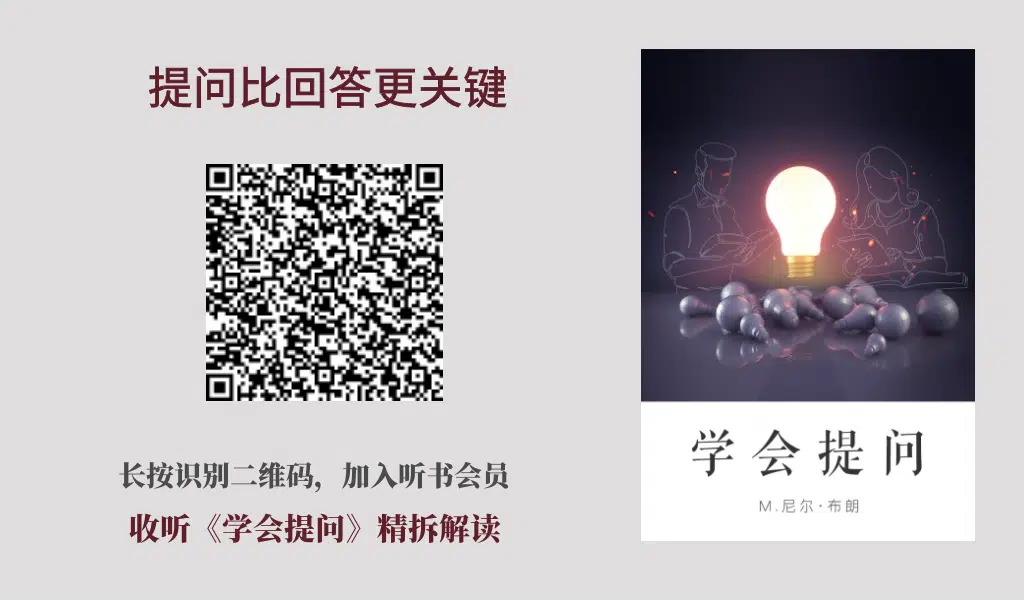 提问比回答更关键
长按识别二维码，加入听书会员
收听《学会提问》精拆解读
学会提问
M.尼尔·布朗